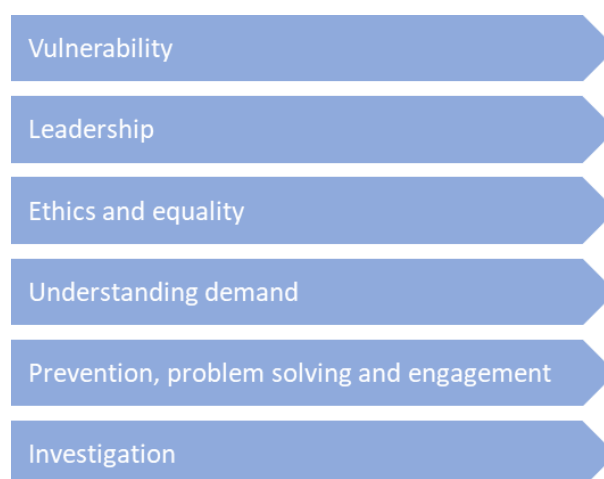 Vulnerability
Leadership
Ethics and equality
Understanding demand
Prevention, problem solving and engagement
Investigation